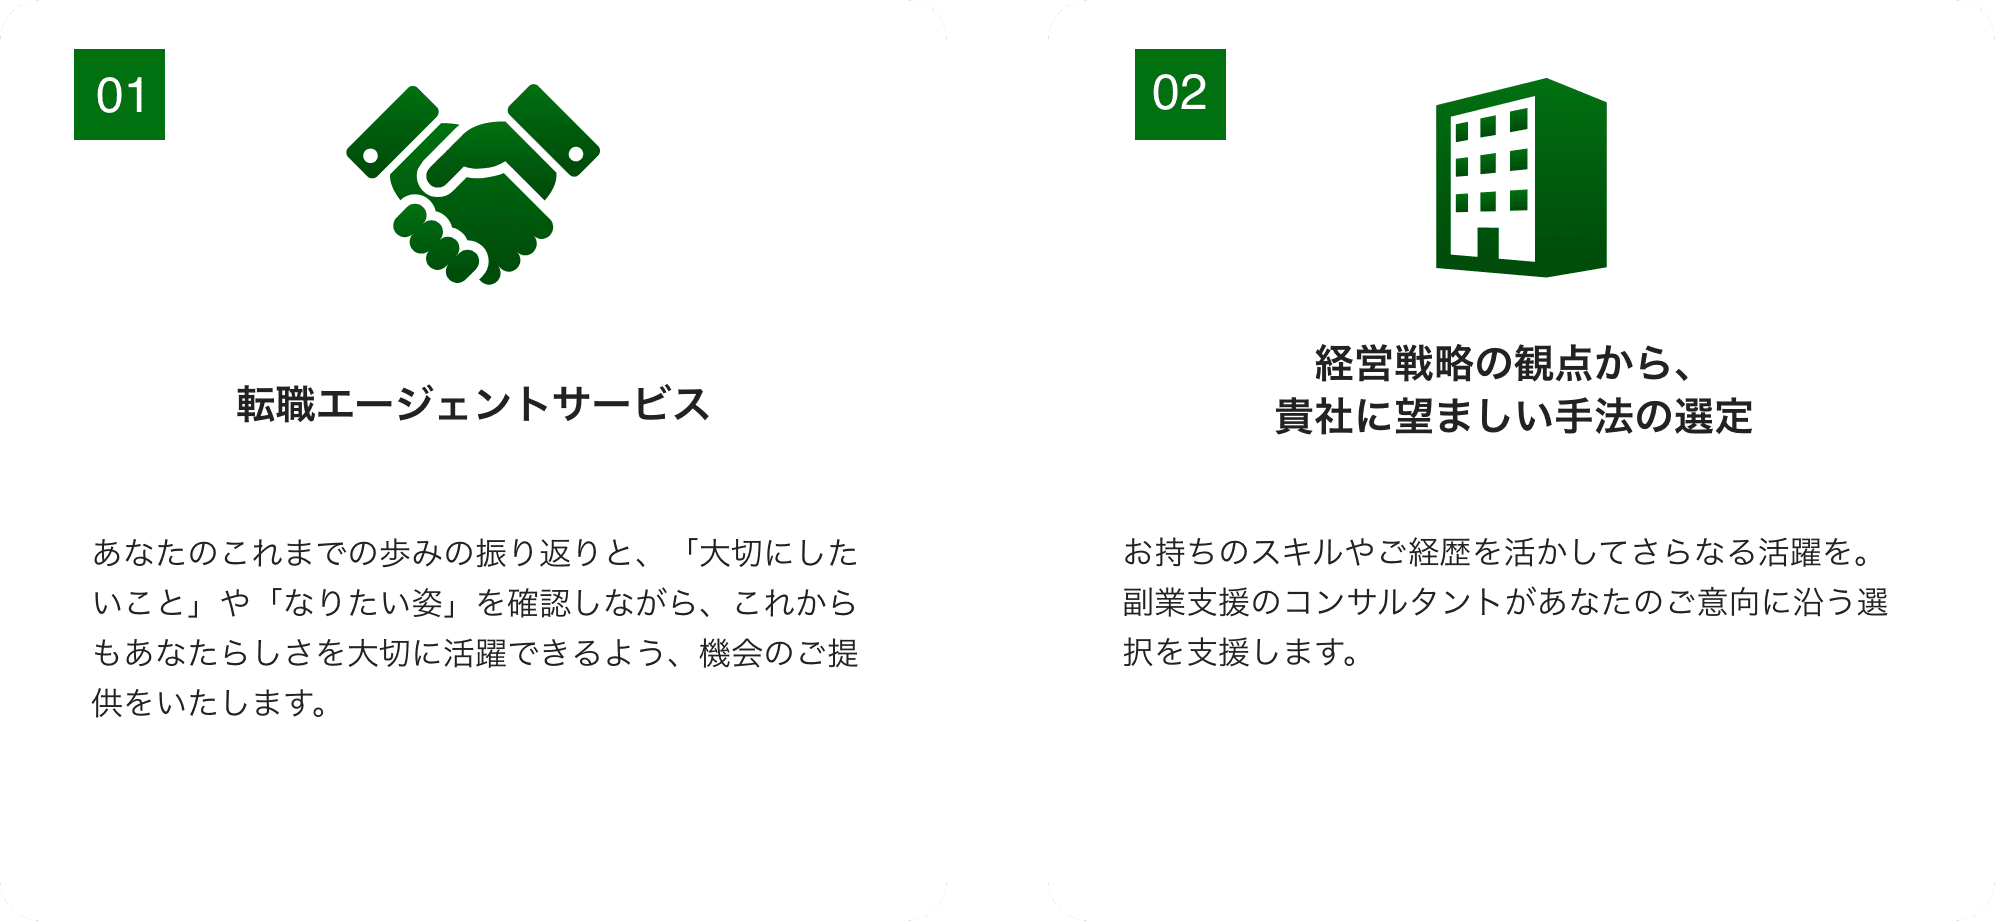 01
転職エージェントサービス
あなたのこれまでの歩みの振り返りと、「大切にした
いこと」や「なりたい姿」を確認しながら、これから
もあなたらしさを大切に活躍できるよう、機会のご提
供をいたします。
02
経営戦略の観点から、
貴社に望ましい手法の選定
お持ちのスキルやご経歴を活かしてさらなる活躍を。
副業支援のコンサルタントがあなたのご意向に沿う選
択を支援します。